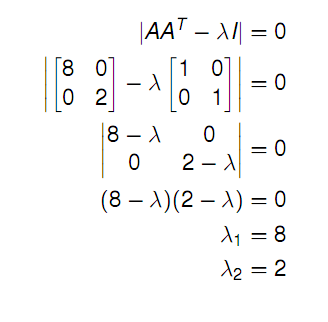 |AAᵀ − λI| = 0
|[8 0; 0 2] − λ [1 0; 0 1]| = 0
|8 − λ 0; 0 2 − λ| = 0
(8 − λ)(2 − λ) = 0
λ₁ = 8
λ₂ = 2